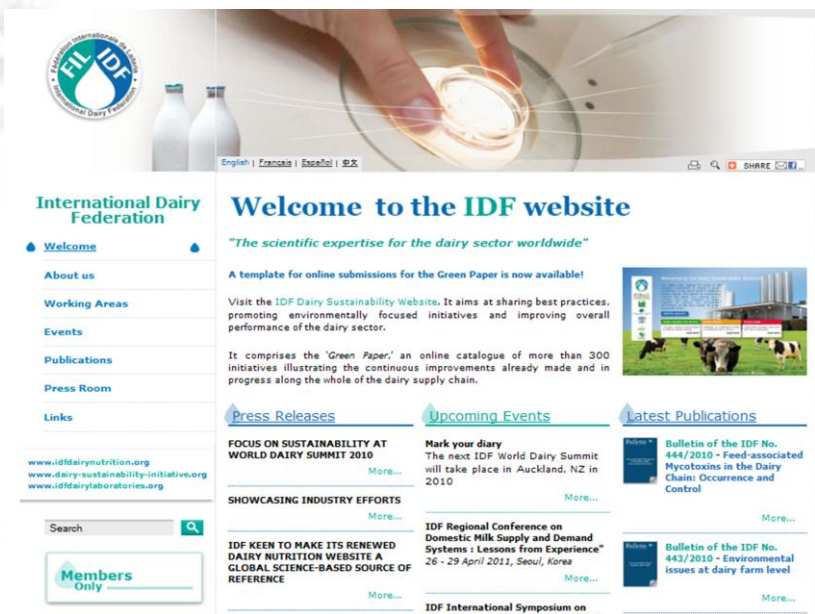 Fédération Internationale de Laiterie
FIL IDF
International Dairy Federation
English | Français | Español | 中文
SHARE
International Dairy
Federation
Welcome
About us
Working Areas
Events
Publications
Press Room
Links
www.idfdairynutrition.org
www.dairy-sustainability-initiative.org
www.idfdairylaboratories.org
Search
Members
Only
Welcome to the IDF website
"The scientific expertise for the dairy sector worldwide"
A template for online submissions for the Green Paper is now available!
Visit the IDF Dairy Sustainability Website. It aims at sharing best practices,
promoting environmentally focused initiatives and improving overall
performance of the dairy sector.
It comprises the 'Green Paper,' an online catalogue of more than 300
initiatives illustrating the continuous improvements already made and in
progress along the whole of the dairy supply chain.
Press Releases
FOCUS ON SUSTAINABILITY AT
WORLD DAIRY SUMMIT 2010
More...
SHOWCASING INDUSTRY EFFORTS
More...
IDF KEEN TO MAKE ITS RENEWED
DAIRY NUTRITION WEBSITE A
GLOBAL SCIENCE-BASED SOURCE OF
REFERENCE
More...
Upcoming Events
Mark your diary
The next IDF World Dairy Summit
will take place in Auckland, NZ in
2010
More...
IDF Regional Conference on
Domestic Milk Supply and Demand
Systems : Lessons from Experience"
26 - 29 April 2011, Seoul, Korea
More...
IDF International Symposium on
Latest Publications
Bulletin
Bulletin of the IDF No.
444/2010 - Feed-associated
Mycotoxins in the Dairy
Chain: Occurrence and
Control
More...
Bulletin
Bulletin of the IDF No.
443/2010 - Environmental
issues at dairy farm level
More...